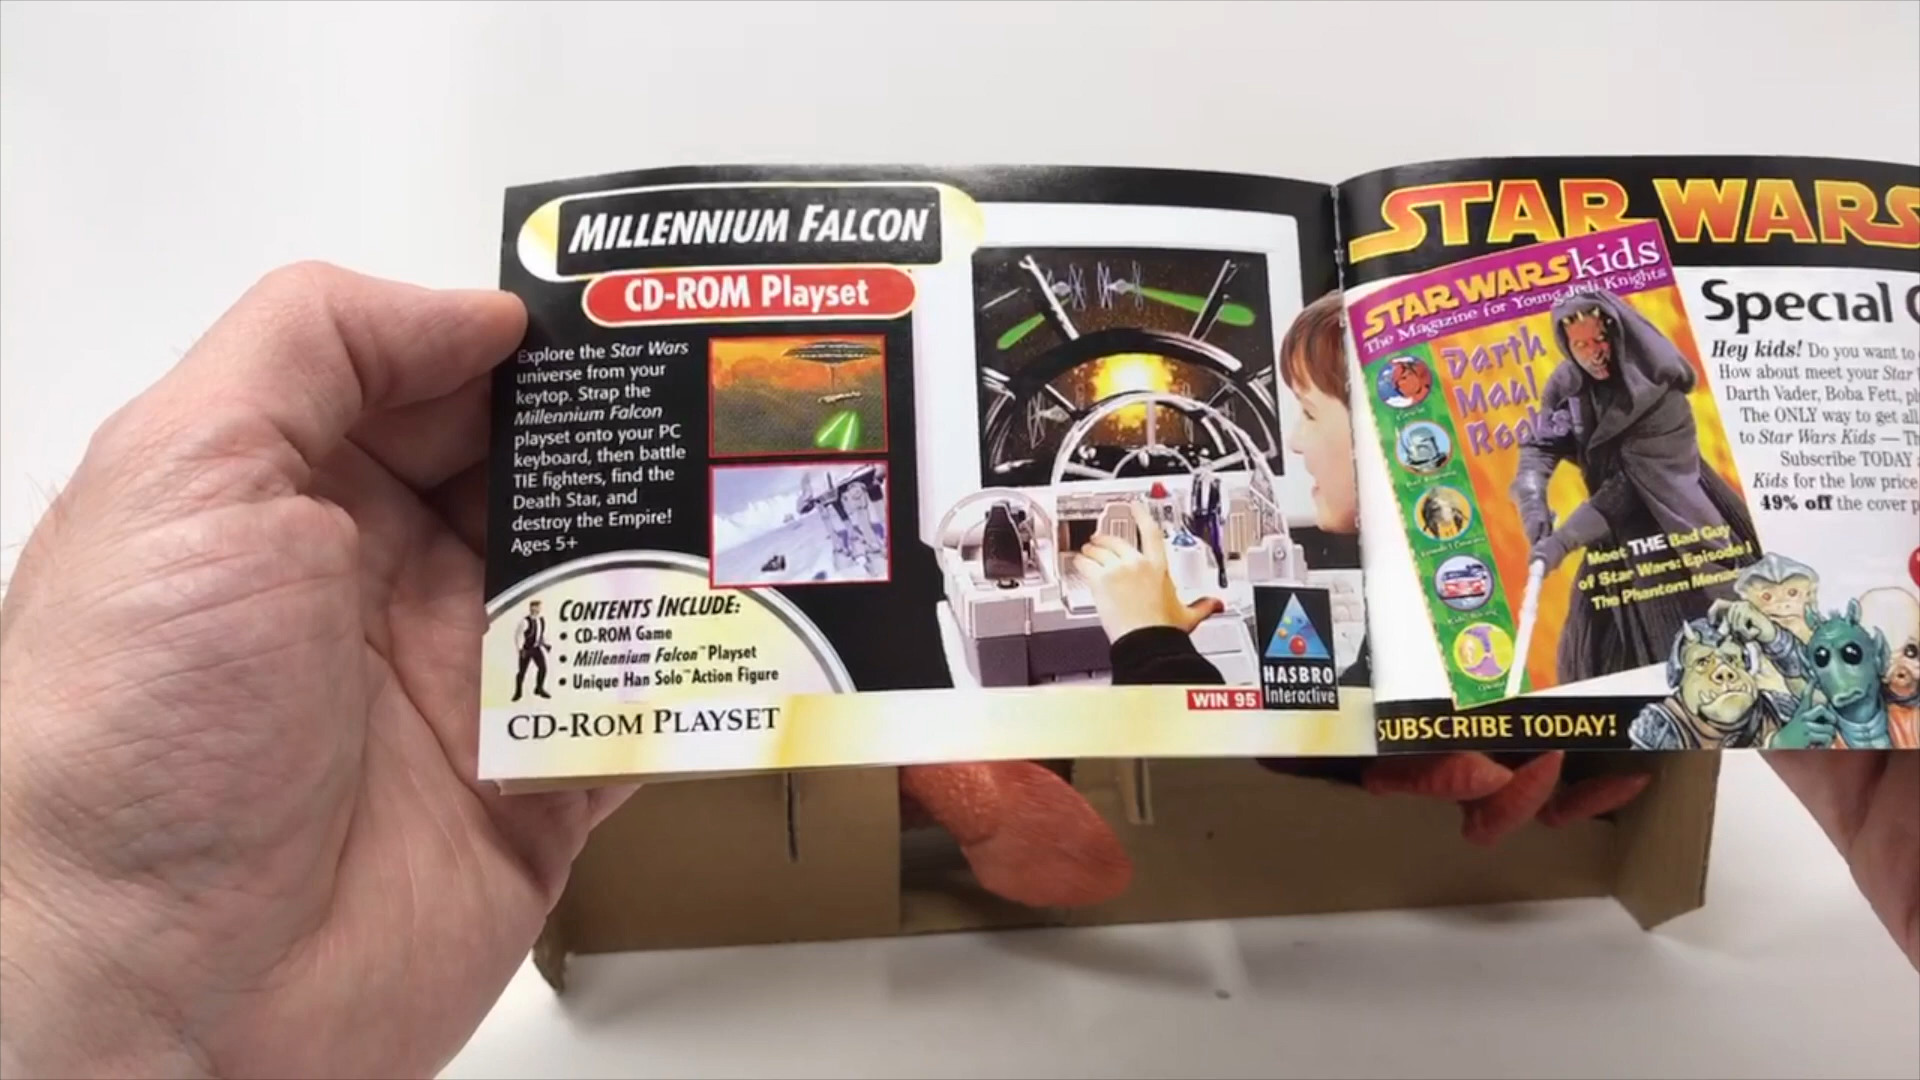 MILLENNIUM FALCON™
CD-ROM Playset
Explore the Star Wars
universe from your
keytop. Strap the
Millennium Falcon
playset onto your PC
keyboard, then battle
TIE fighters, find the
Death Star, and
destroy the Empire!
Ages 5+
CONTENTS INCLUDE:
• CD-ROM Game
• Millennium Falcon™ Playset
• Unique Han Solo™ Action Figure
CD-ROM PLAYSET
WIN 95
HASBRO
Interactive
STAR WARS
STAR WARS kids
The Magazine for Young Jedi Knights
Darth
Maul
Rocks!
Meet THE Bad Guy
of Star Wars: Episode I
The Phantom Menac
Special
Hey kids! Do you want to
How about meet your Star
Darth Vader, Boba Fett, pl
The ONLY way to get all
to Star Wars Kids — Th
Subscribe TODAY
Kids for the low price
49% off the cover p
SUBSCRIBE TODAY!